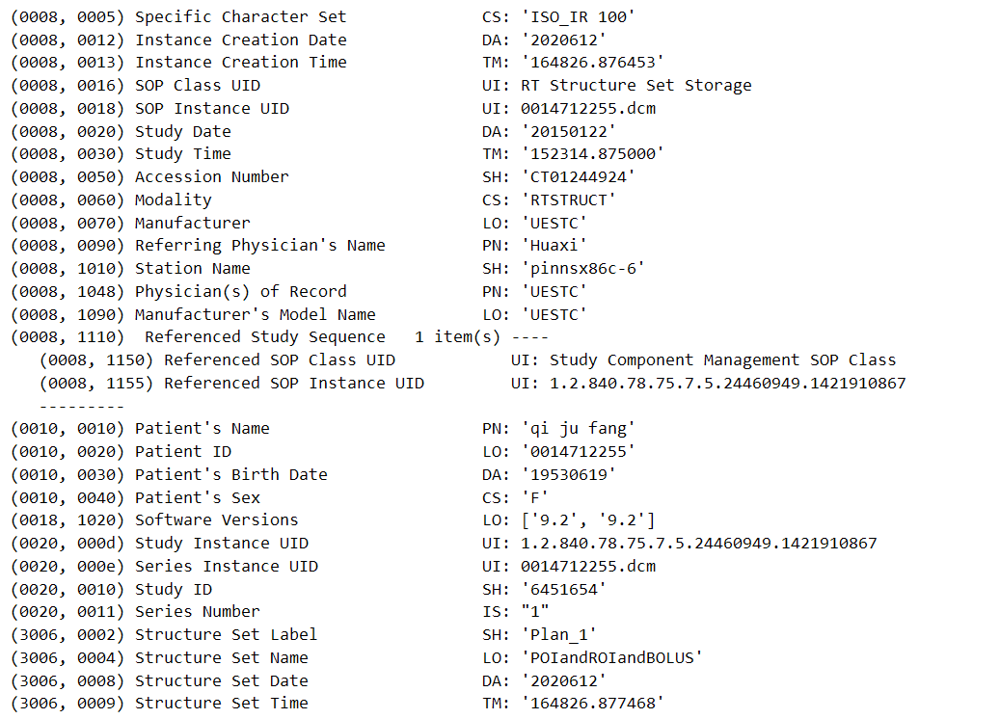 (0008, 0005) Specific Character Set CS: 'ISO_IR 100'
(0008, 0012) Instance Creation Date DA: '2020612'
(0008, 0013) Instance Creation Time TM: '164826.876453'
(0008, 0016) SOP Class UID UI: RT Structure Set Storage
(0008, 0018) SOP Instance UID UI: 0014712255.dcm
(0008, 0020) Study Date DA: '20150122'
(0008, 0030) Study Time TM: '152314.875000'
(0008, 0050) Accession Number SH: 'CT01244924'
(0008, 0060) Modality CS: 'RTSTRUCT'
(0008, 0070) Manufacturer LO: 'UESTC'
(0008, 0090) Referring Physician's Name PN: 'Huaxi'
(0008, 1010) Station Name SH: 'pinnsx86c-6'
(0008, 1048) Physician(s) of Record PN: 'UESTC'
(0008, 1090) Manufacturer's Model Name LO: 'UESTC'
(0008, 1110) Referenced Study Sequence 1 item(s) ----
(0008, 1150) Referenced SOP Class UID UI: Study Component Management SOP Class
(0008, 1155) Referenced SOP Instance UID UI: 1.2.840.78.75.7.5.24460949.1421910867
---------
(0010, 0010) Patient's Name PN: 'qi ju fang'
(0010, 0020) Patient ID LO: '0014712255'
(0010, 0030) Patient's Birth Date DA: '19530619'
(0010, 0040) Patient's Sex CS: 'F'
(0018, 1020) Software Versions LO: ['9.2', '9.2']
(0020, 000d) Study Instance UID UI: 1.2.840.78.75.7.5.24460949.1421910867
(0020, 000e) Series Instance UID UI: 0014712255.dcm
(0020, 0010) Study ID SH: '6451654'
(0020, 0011) Series Number IS: "1"
(3006, 0002) Structure Set Label SH: 'Plan_1'
(3006, 0004) Structure Set Name LO: 'POIandROIandBOLUS'
(3006, 0008) Structure Set Date DA: '2020612'
(3006, 0009) Structure Set Time TM: '164826.877468'